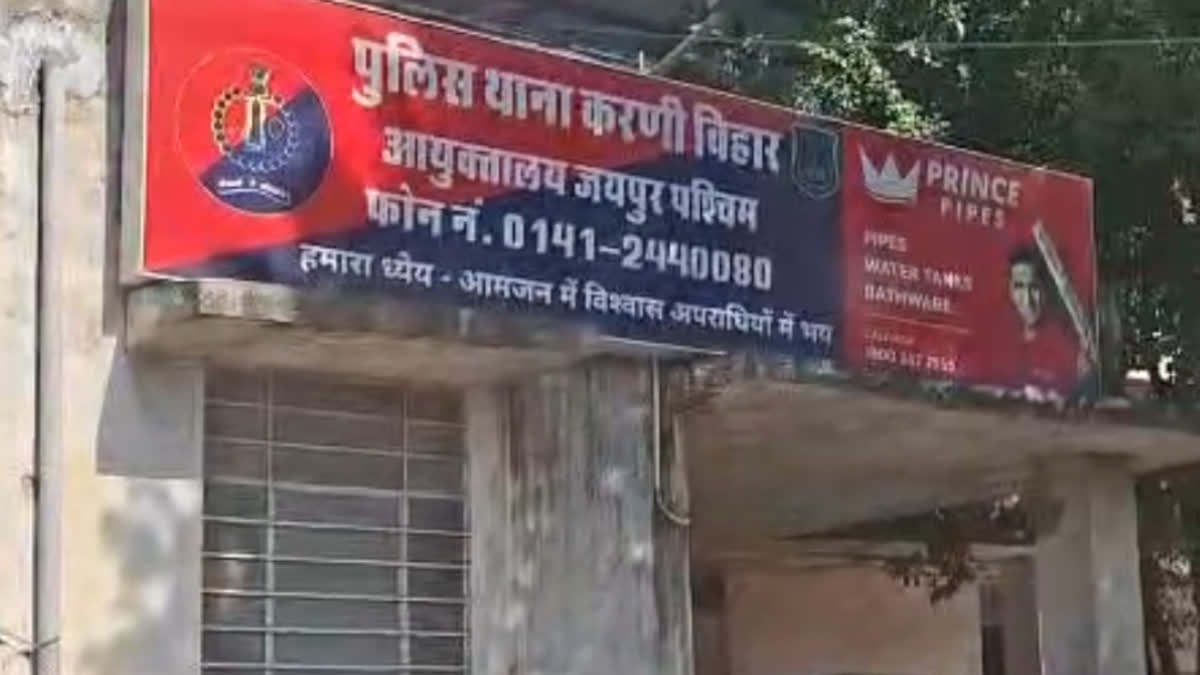 पुलिस थाना करणी विहार
आयुक्तालय जयपुर पश्चिम
फोन नं. 0141-2440080
हमारा ध्येय - आमजन में विश्वास अपराधियों में भय
PRINCE
PIPES
PIPES
WATER TANKS
BATHWARE